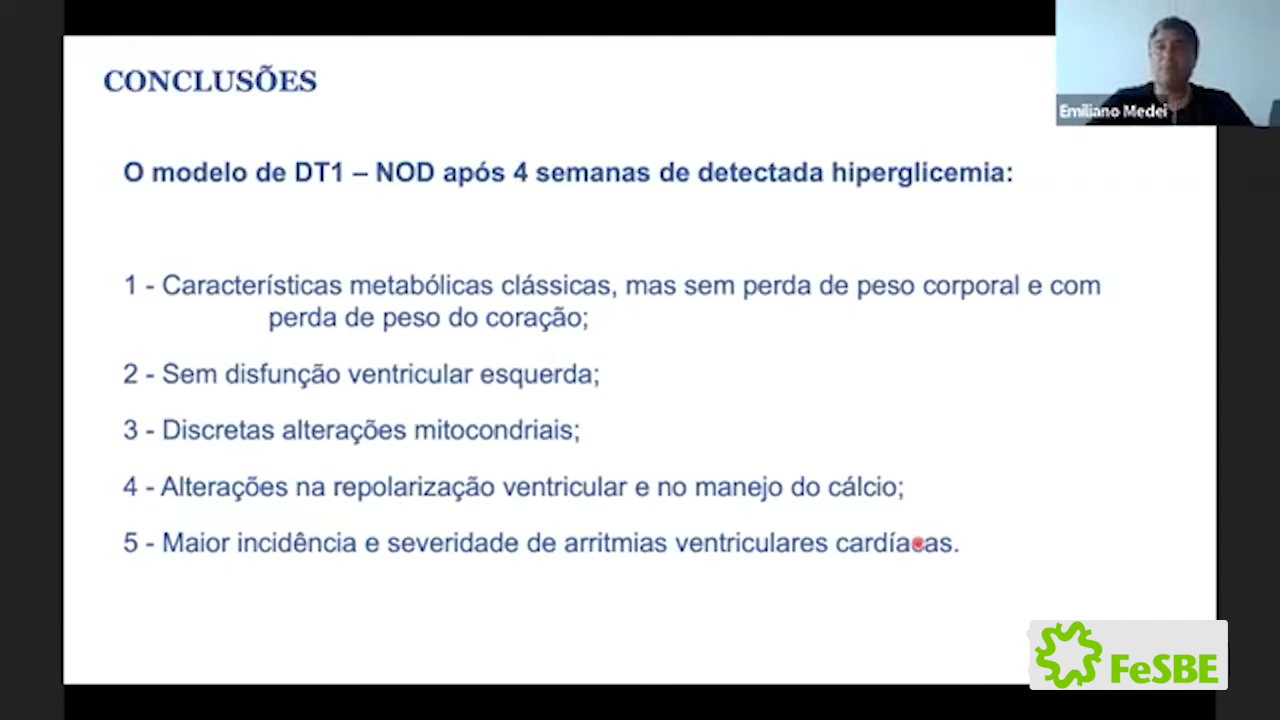 CONCLUSÕES
Emiliano Medei
O modelo de DT1 – NOD após 4 semanas de detectada hiperglicemia:
1 - Características metabólicas clássicas, mas sem perda de peso corporal e com
perda de peso do coração;
2 - Sem disfunção ventricular esquerda;
3 - Discretas alterações mitocondriais;
4 - Alterações na repolarização ventricular e no manejo do cálcio;
5 - Maior incidência e severidade de arritmias ventriculares cardíacas.
FeSBE